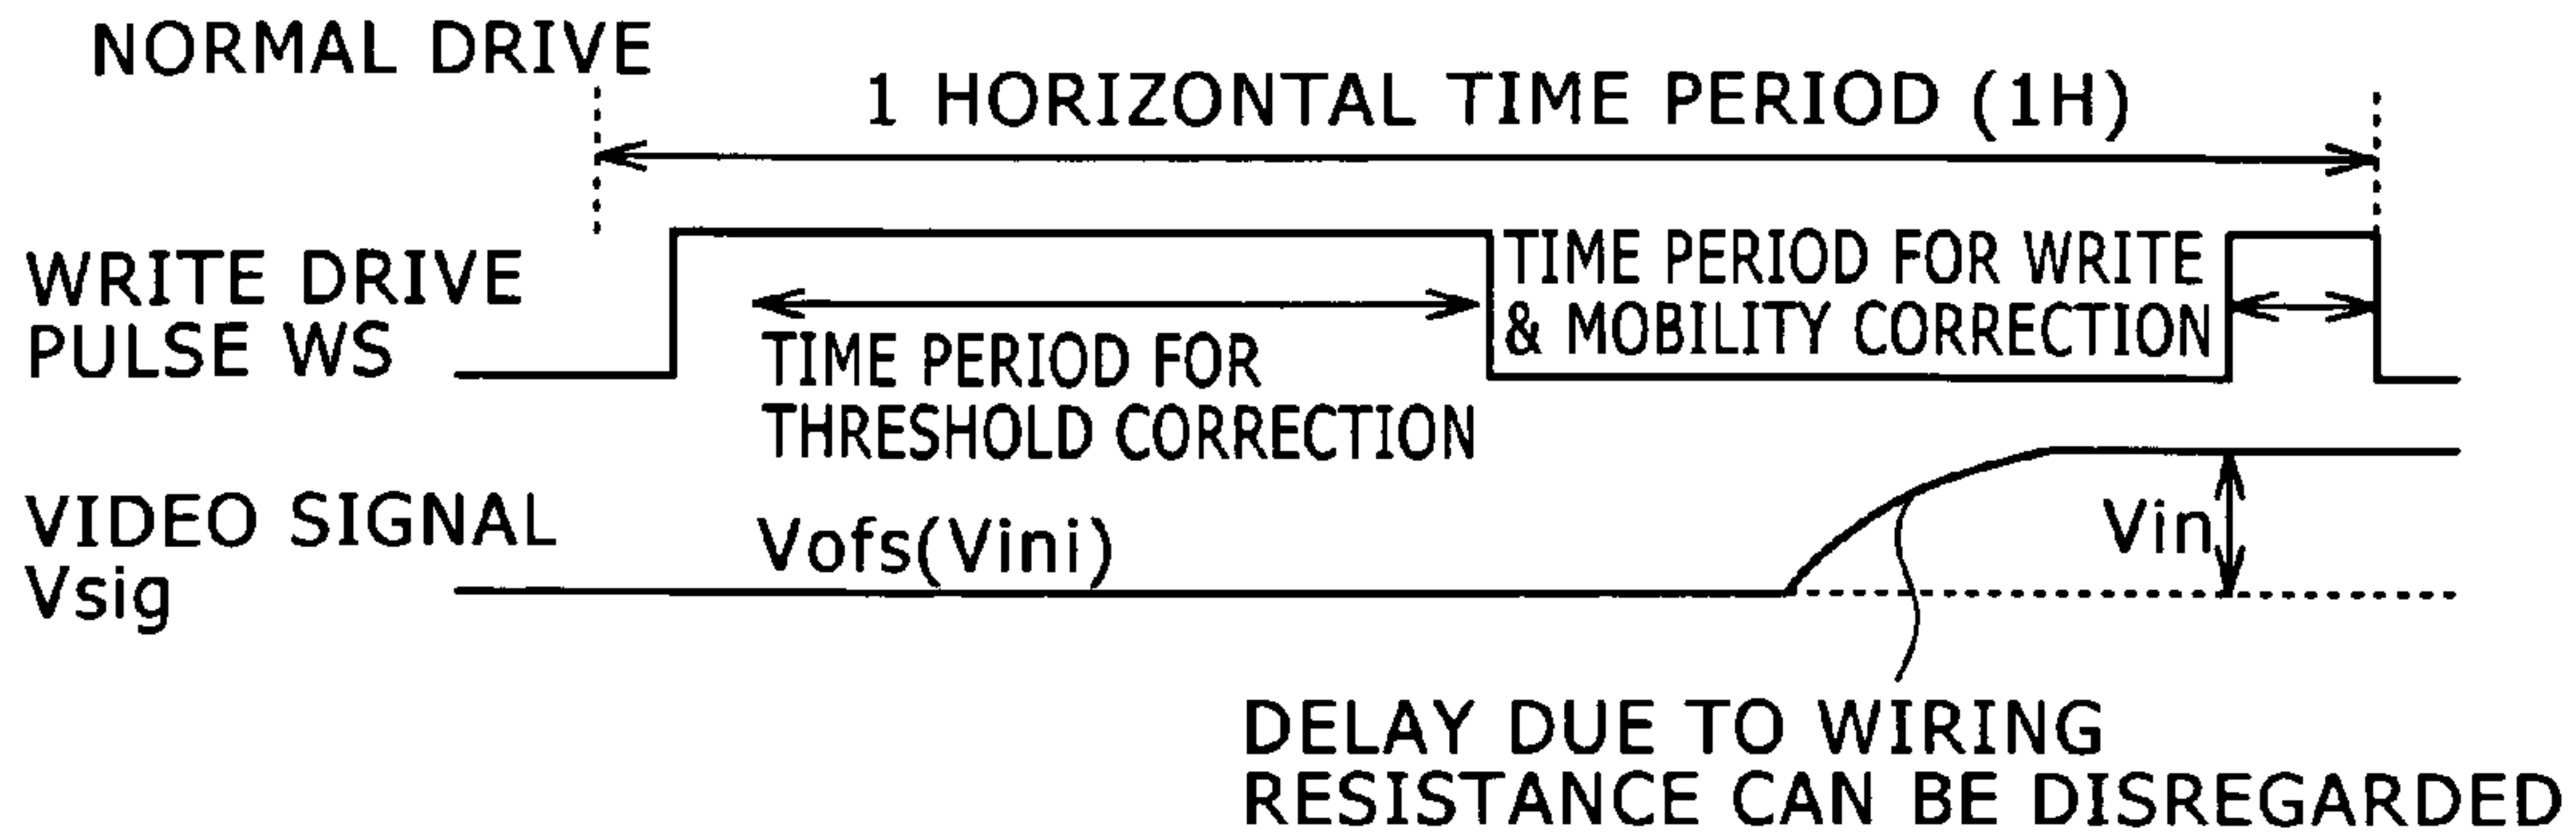 NORMAL DRIVE
1 HORIZONTAL TIME PERIOD (1H)
WRITE DRIVE
PULSE WS
TIME PERIOD FOR WRITE
& MOBILITY CORRECTION
TIME PERIOD FOR
THRESHOLD CORRECTION
VIDEO SIGNAL
Vsig
Vofs(Vini)
Vin
DELAY DUE TO WIRING
RESISTANCE CAN BE DISREGARDED